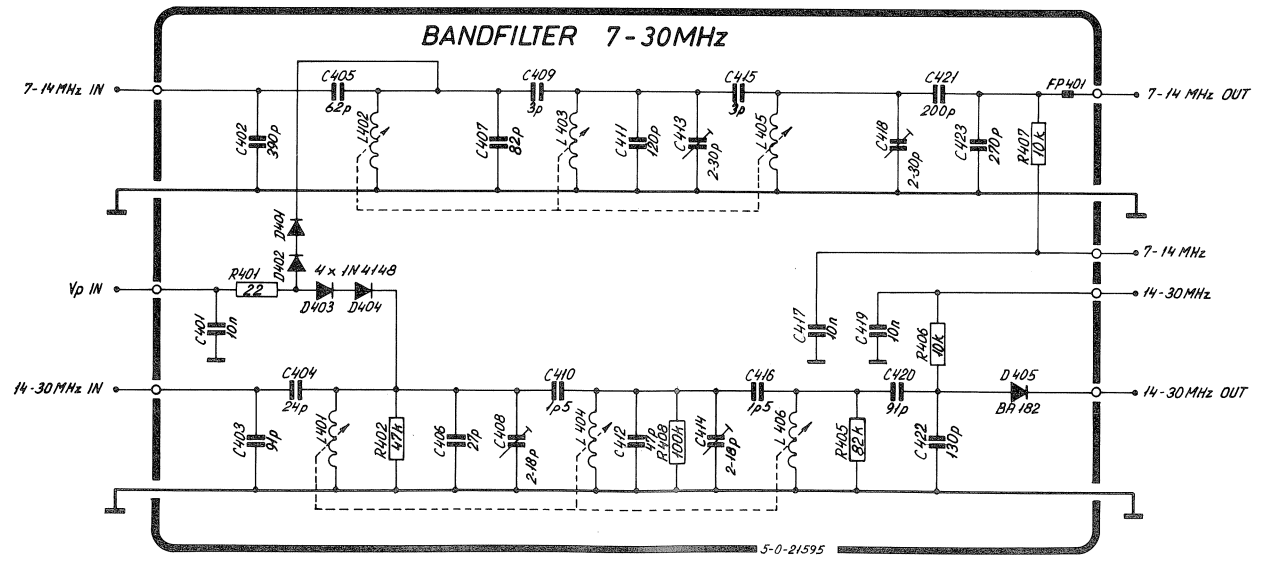 BANDFILTER 7-30MHz
7-14 MHz IN
C405
62p
C409
3p
C415
3p
C421
200p
FP401
7-14 MHz OUT
C402
390p
L402
C407
82p
L403
C411
120p
C413
2-30p
L405
C418
2-30p
C423
270p
R407
10k
D401
D402
7-14 MHz
R401
22
4 x 1N4148
Vp IN
D403
D404
14-30MHz
C401
10n
C417
10n
C419
10n
R406
10k
14-30MHz IN
C404
24p
C410
1p5
C416
1p5
C420
91p
D405
BA182
14-30MHz OUT
C403
91p
L401
R402
47k
C406
27p
C408
2-18p
L404
C412
47p
R408
100k
C414
2-18p
L406
R405
82k
C422
130p
5-0-21595